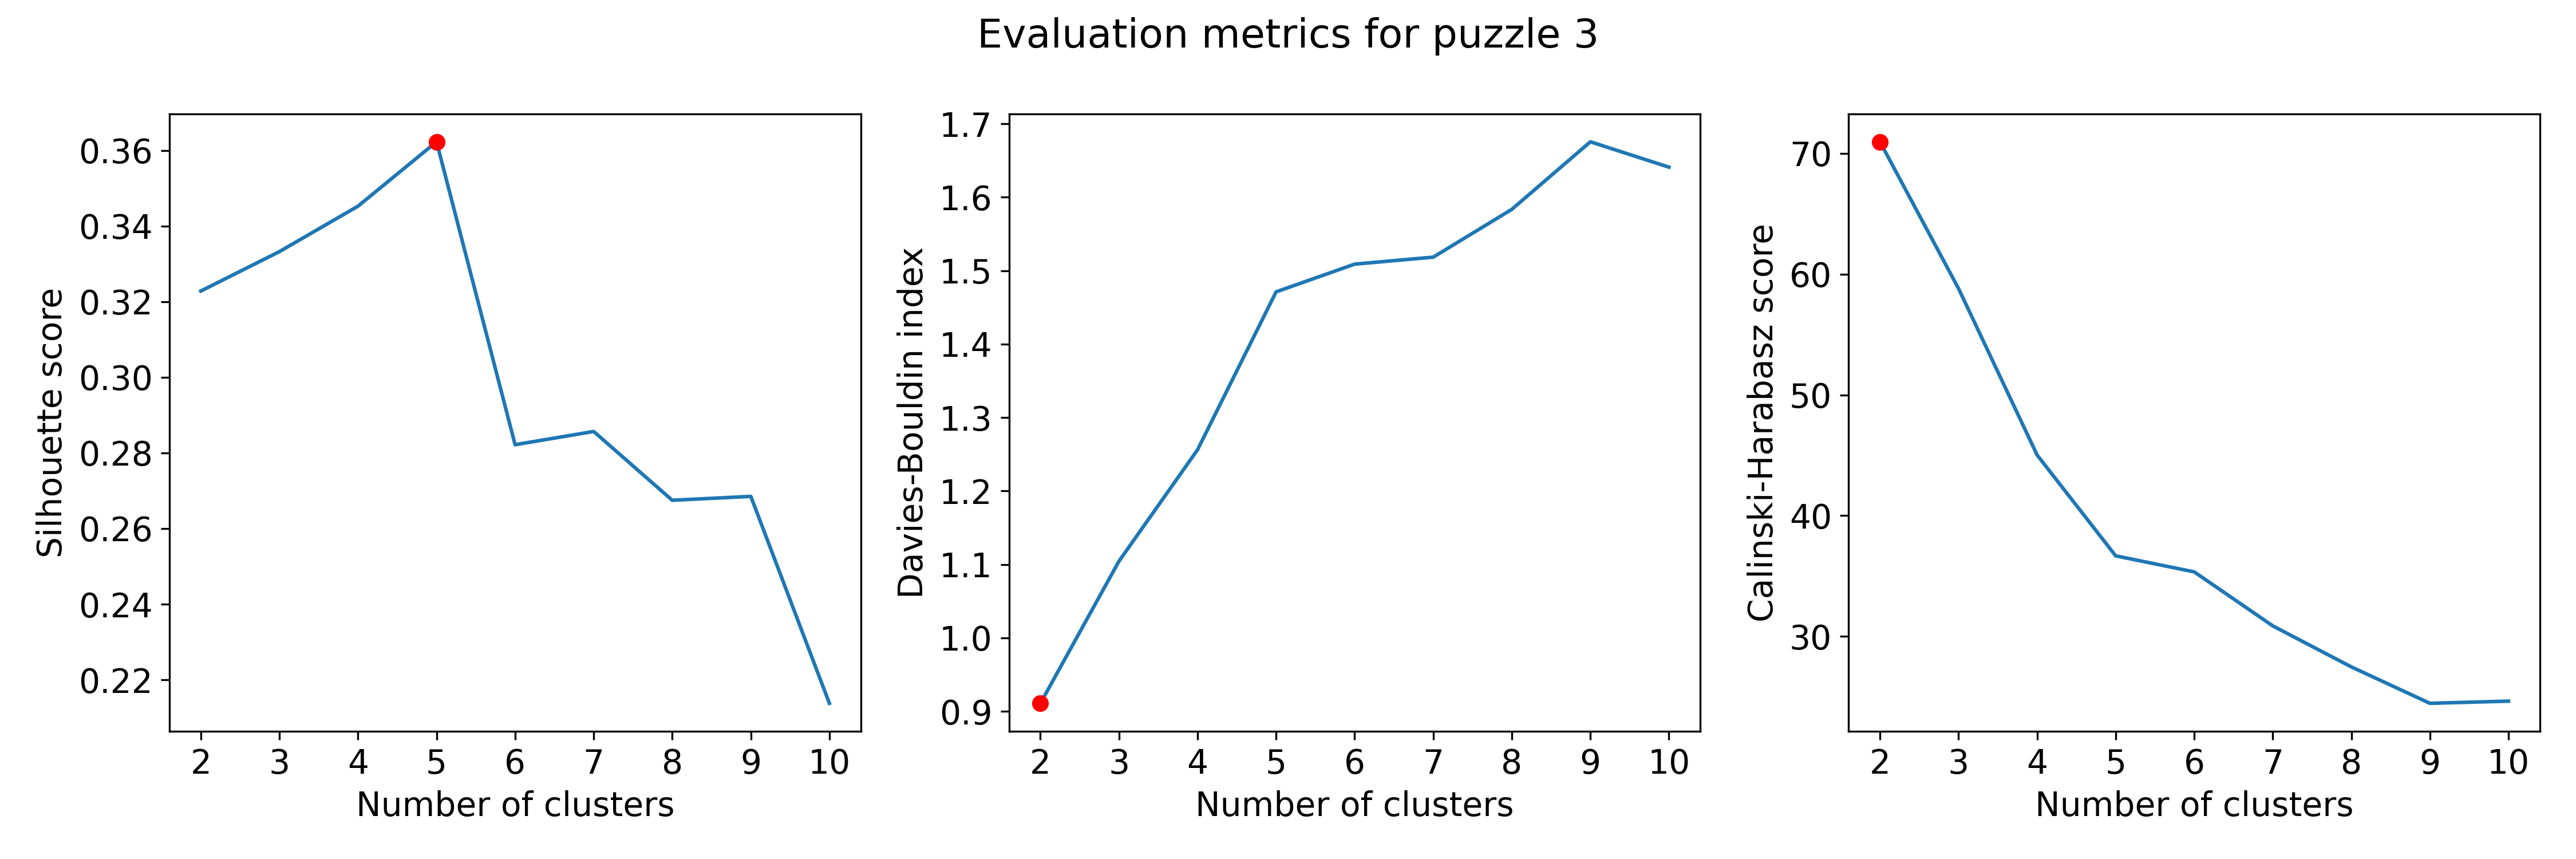 Evaluation metrics for puzzle 3
Silhouette score
0.36
0.34
0.32
0.30
0.28
0.26
0.24
0.22
2 3 4 5 6 7 8 9 10
Number of clusters
Davies-Bouldin index
1.7
1.6
1.5
1.4
1.3
1.2
1.1
1.0
0.9
2 3 4 5 6 7 8 9 10
Number of clusters
Calinski-Harabasz score
70
60
50
40
30
2 3 4 5 6 7 8 9 10
Number of clusters